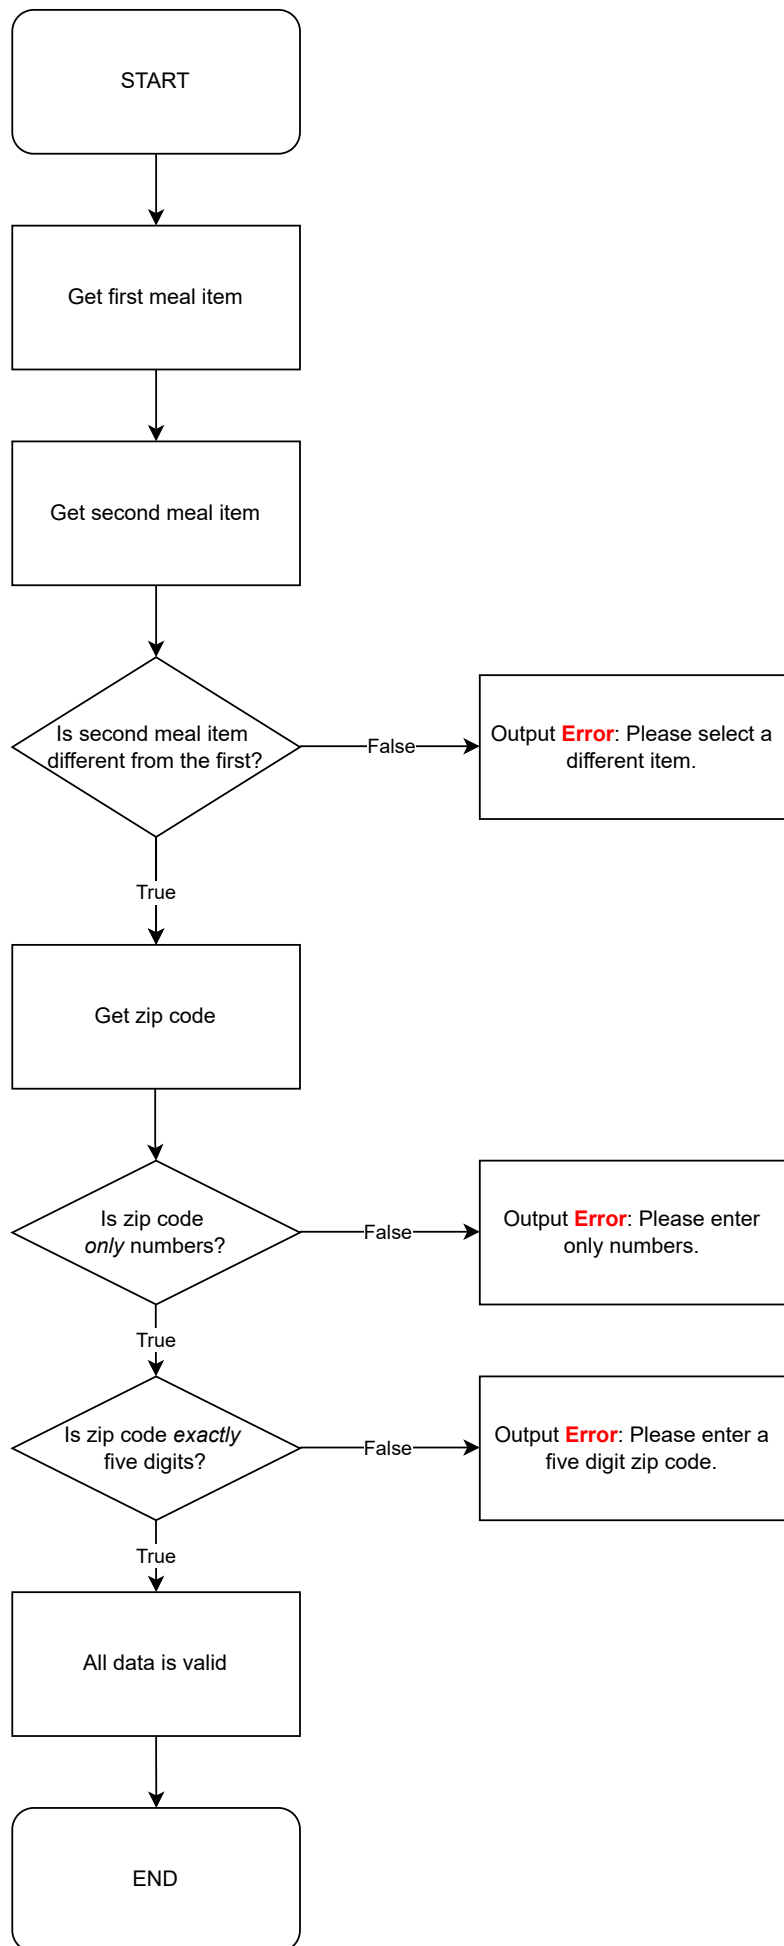 START
Get first meal item
Get second meal item
Is second meal item
different from the first?
False
Output Error: Please select a
different item.
True
Get zip code
Is zip code
only numbers?
False
Output Error: Please enter
only numbers.
True
Is zip code exactly
five digits?
False
Output Error: Please enter a
five digit zip code.
True
All data is valid
END